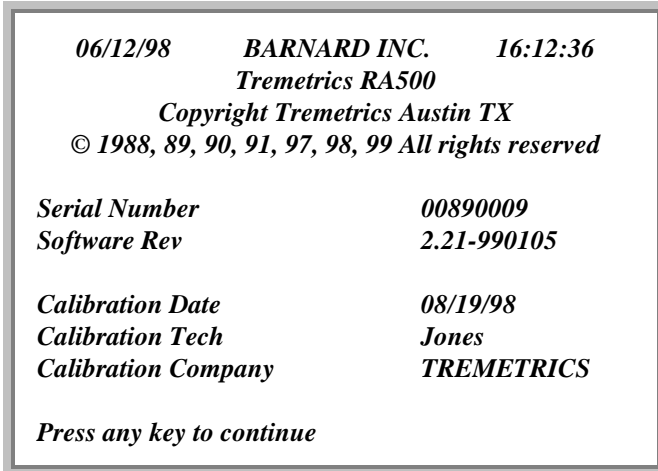 06/12/98 BARNARD INC. 16:12:36
Tremetrics RA500
Copyright Tremetrics Austin TX
© 1988, 89, 90, 91, 97, 98, 99 All rights reserved
Serial Number 00890009
Software Rev 2.21-990105
Calibration Date 08/19/98
Calibration Tech Jones
Calibration Company TREMETRICS
Press any key to continue